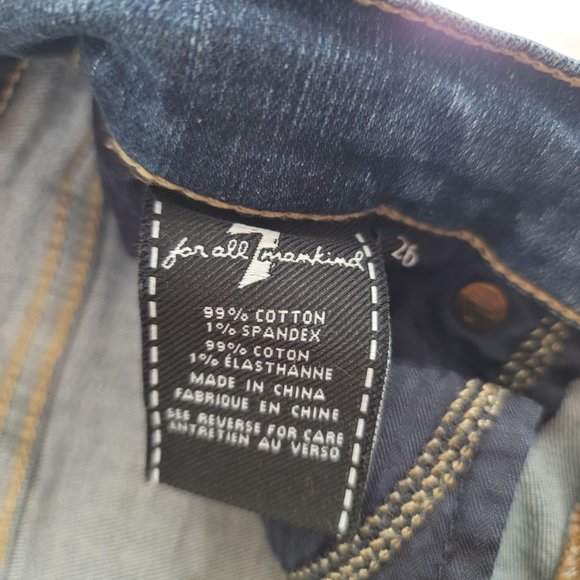 7
for all mankind
26
99% COTTON
1% SPANDEX
99% COTON
1% ÉLASTHANNE
MADE IN CHINA
FABRIQUE EN CHINE
SEE REVERSE FOR CARE
ENTRETIEN AU VERSO